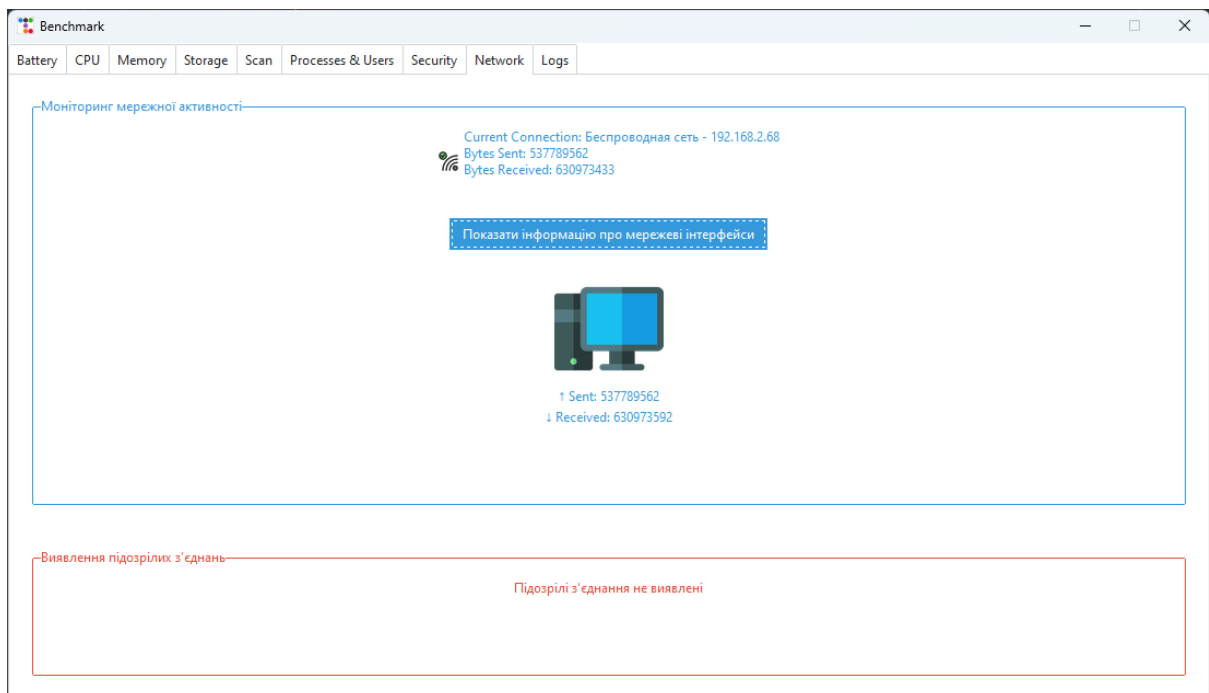 Benchmark
Battery CPU Memory Storage Scan Processes & Users Security Network Logs
Моніторинг мережної активності
Current Connection: Беспроводная сеть - 192.168.2.68
Bytes Sent: 537789562
Bytes Received: 630973433
Показати інформацію про мережеві інтерфейси
↑ Sent: 537789562
↓ Received: 630973592
Виявлення підозрілих з'єднань
Підозрілі з'єднання не виявлені